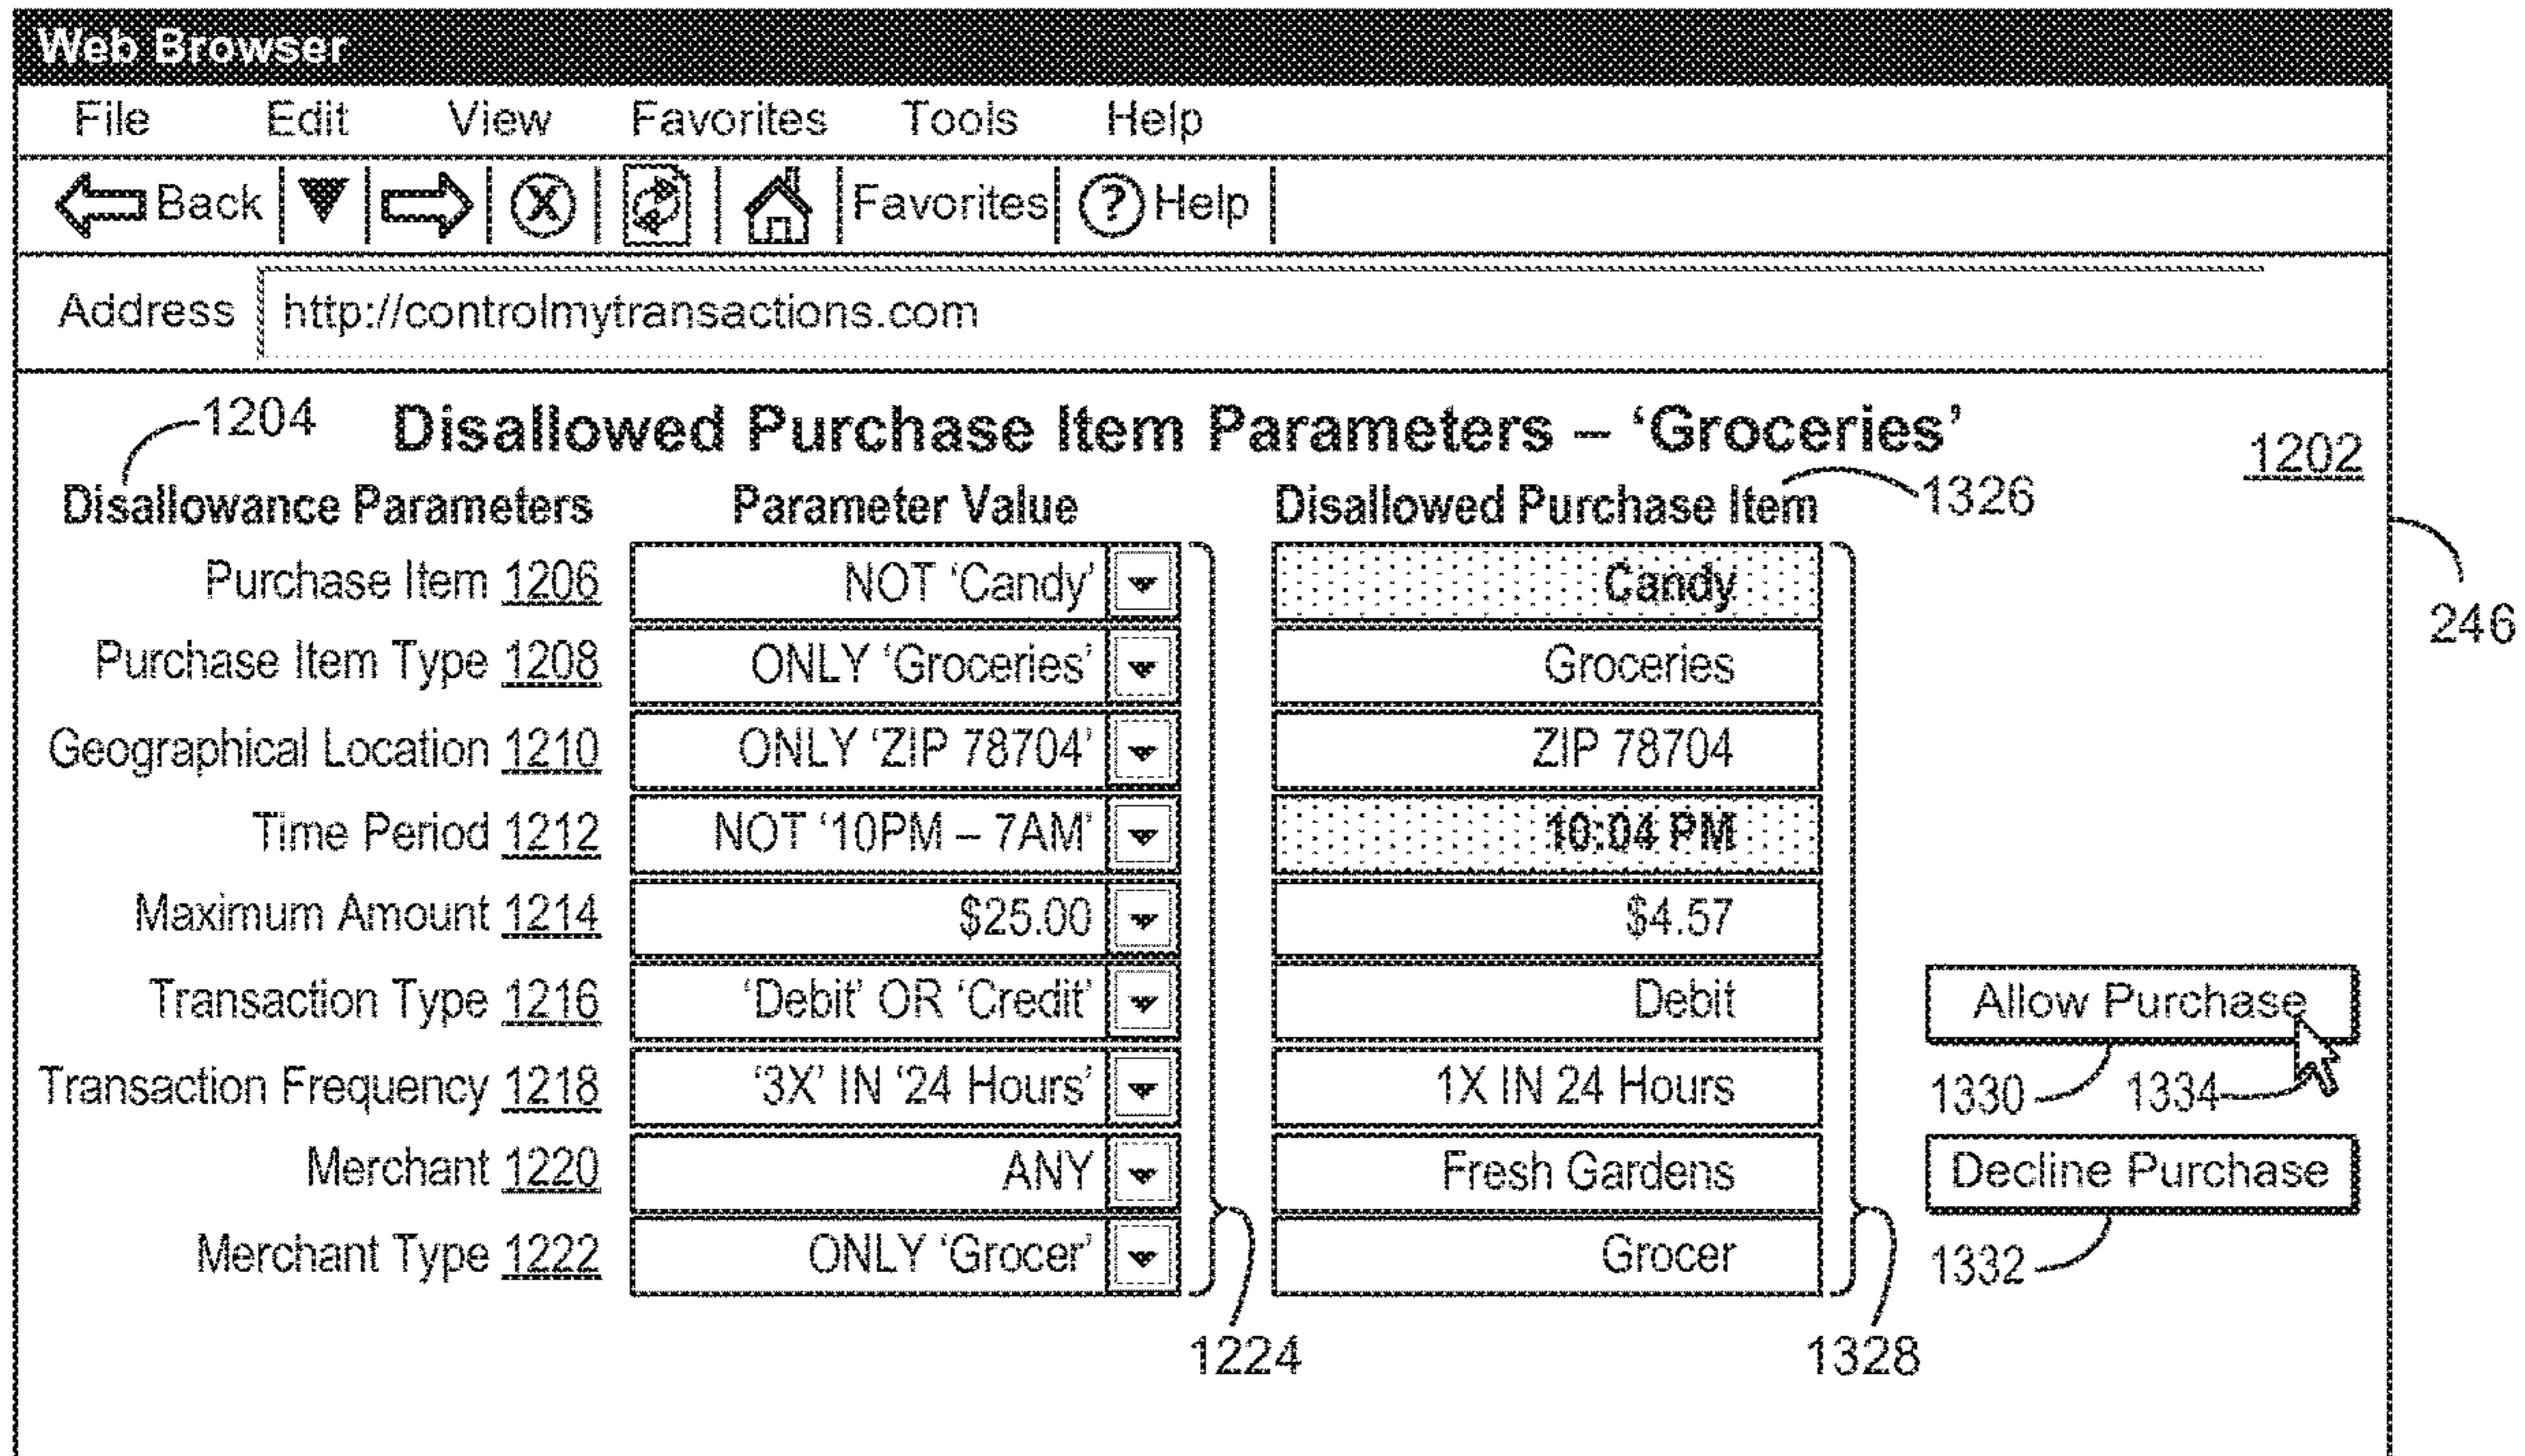 Web Browser
File Edit View Favorites Tools Help
Back X Favorites ? Help
Address http://controlmytransactions.com
1204 Disallowed Purchase Item Parameters – ‘Groceries’ 1202
Disallowance Parameters Parameter Value Disallowed Purchase Item 1326
Purchase Item 1206 NOT ‘Candy’ Candy
246
Purchase Item Type 1208 ONLY ‘Groceries’ Groceries
Geographical Location 1210 ONLY ‘ZIP 78704’ ZIP 78704
Time Period 1212 NOT ‘10PM – 7AM’ 10:04 PM
Maximum Amount 1214 $25.00 $4.57
Transaction Type 1216 ‘Debit’ OR ‘Credit’ Debit Allow Purchase
Transaction Frequency 1218 ‘3X’ IN ‘24 Hours’ 1X IN 24 Hours 1330 1334
Merchant 1220 ANY Fresh Gardens Decline Purchase
Merchant Type 1222 ONLY ‘Grocer’ Grocer 1332
1224 1328